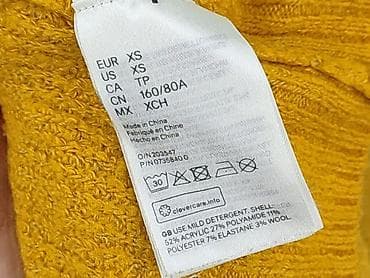 EUR XS
US XS
CA TP
CN 160/80A
MX XCH
Made in China
Fabriqué en Chine
Hecho en China
O/N 203547
P/N 0735840 0
30
clevercare.info
GB USE MILD DETERGENT. SHELL:
52% ACRYLIC 27% POLYAMIDE 11%
POLYESTER 7% ELASTANE 3% WOOL.